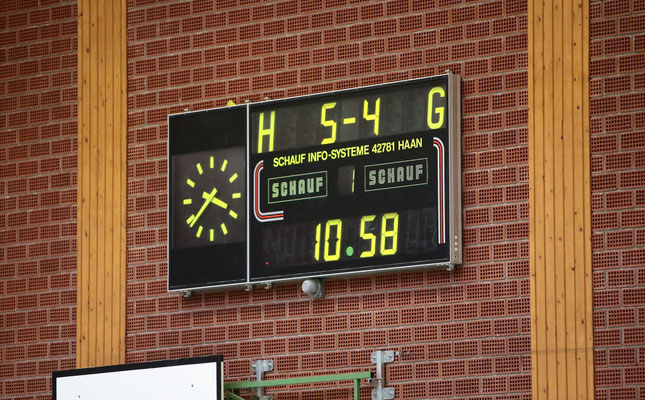 H 5-4 G
SCHAUF INFO-SYSTEME 42781 HAAN
SCHAUF 1 SCHAUF
10.58